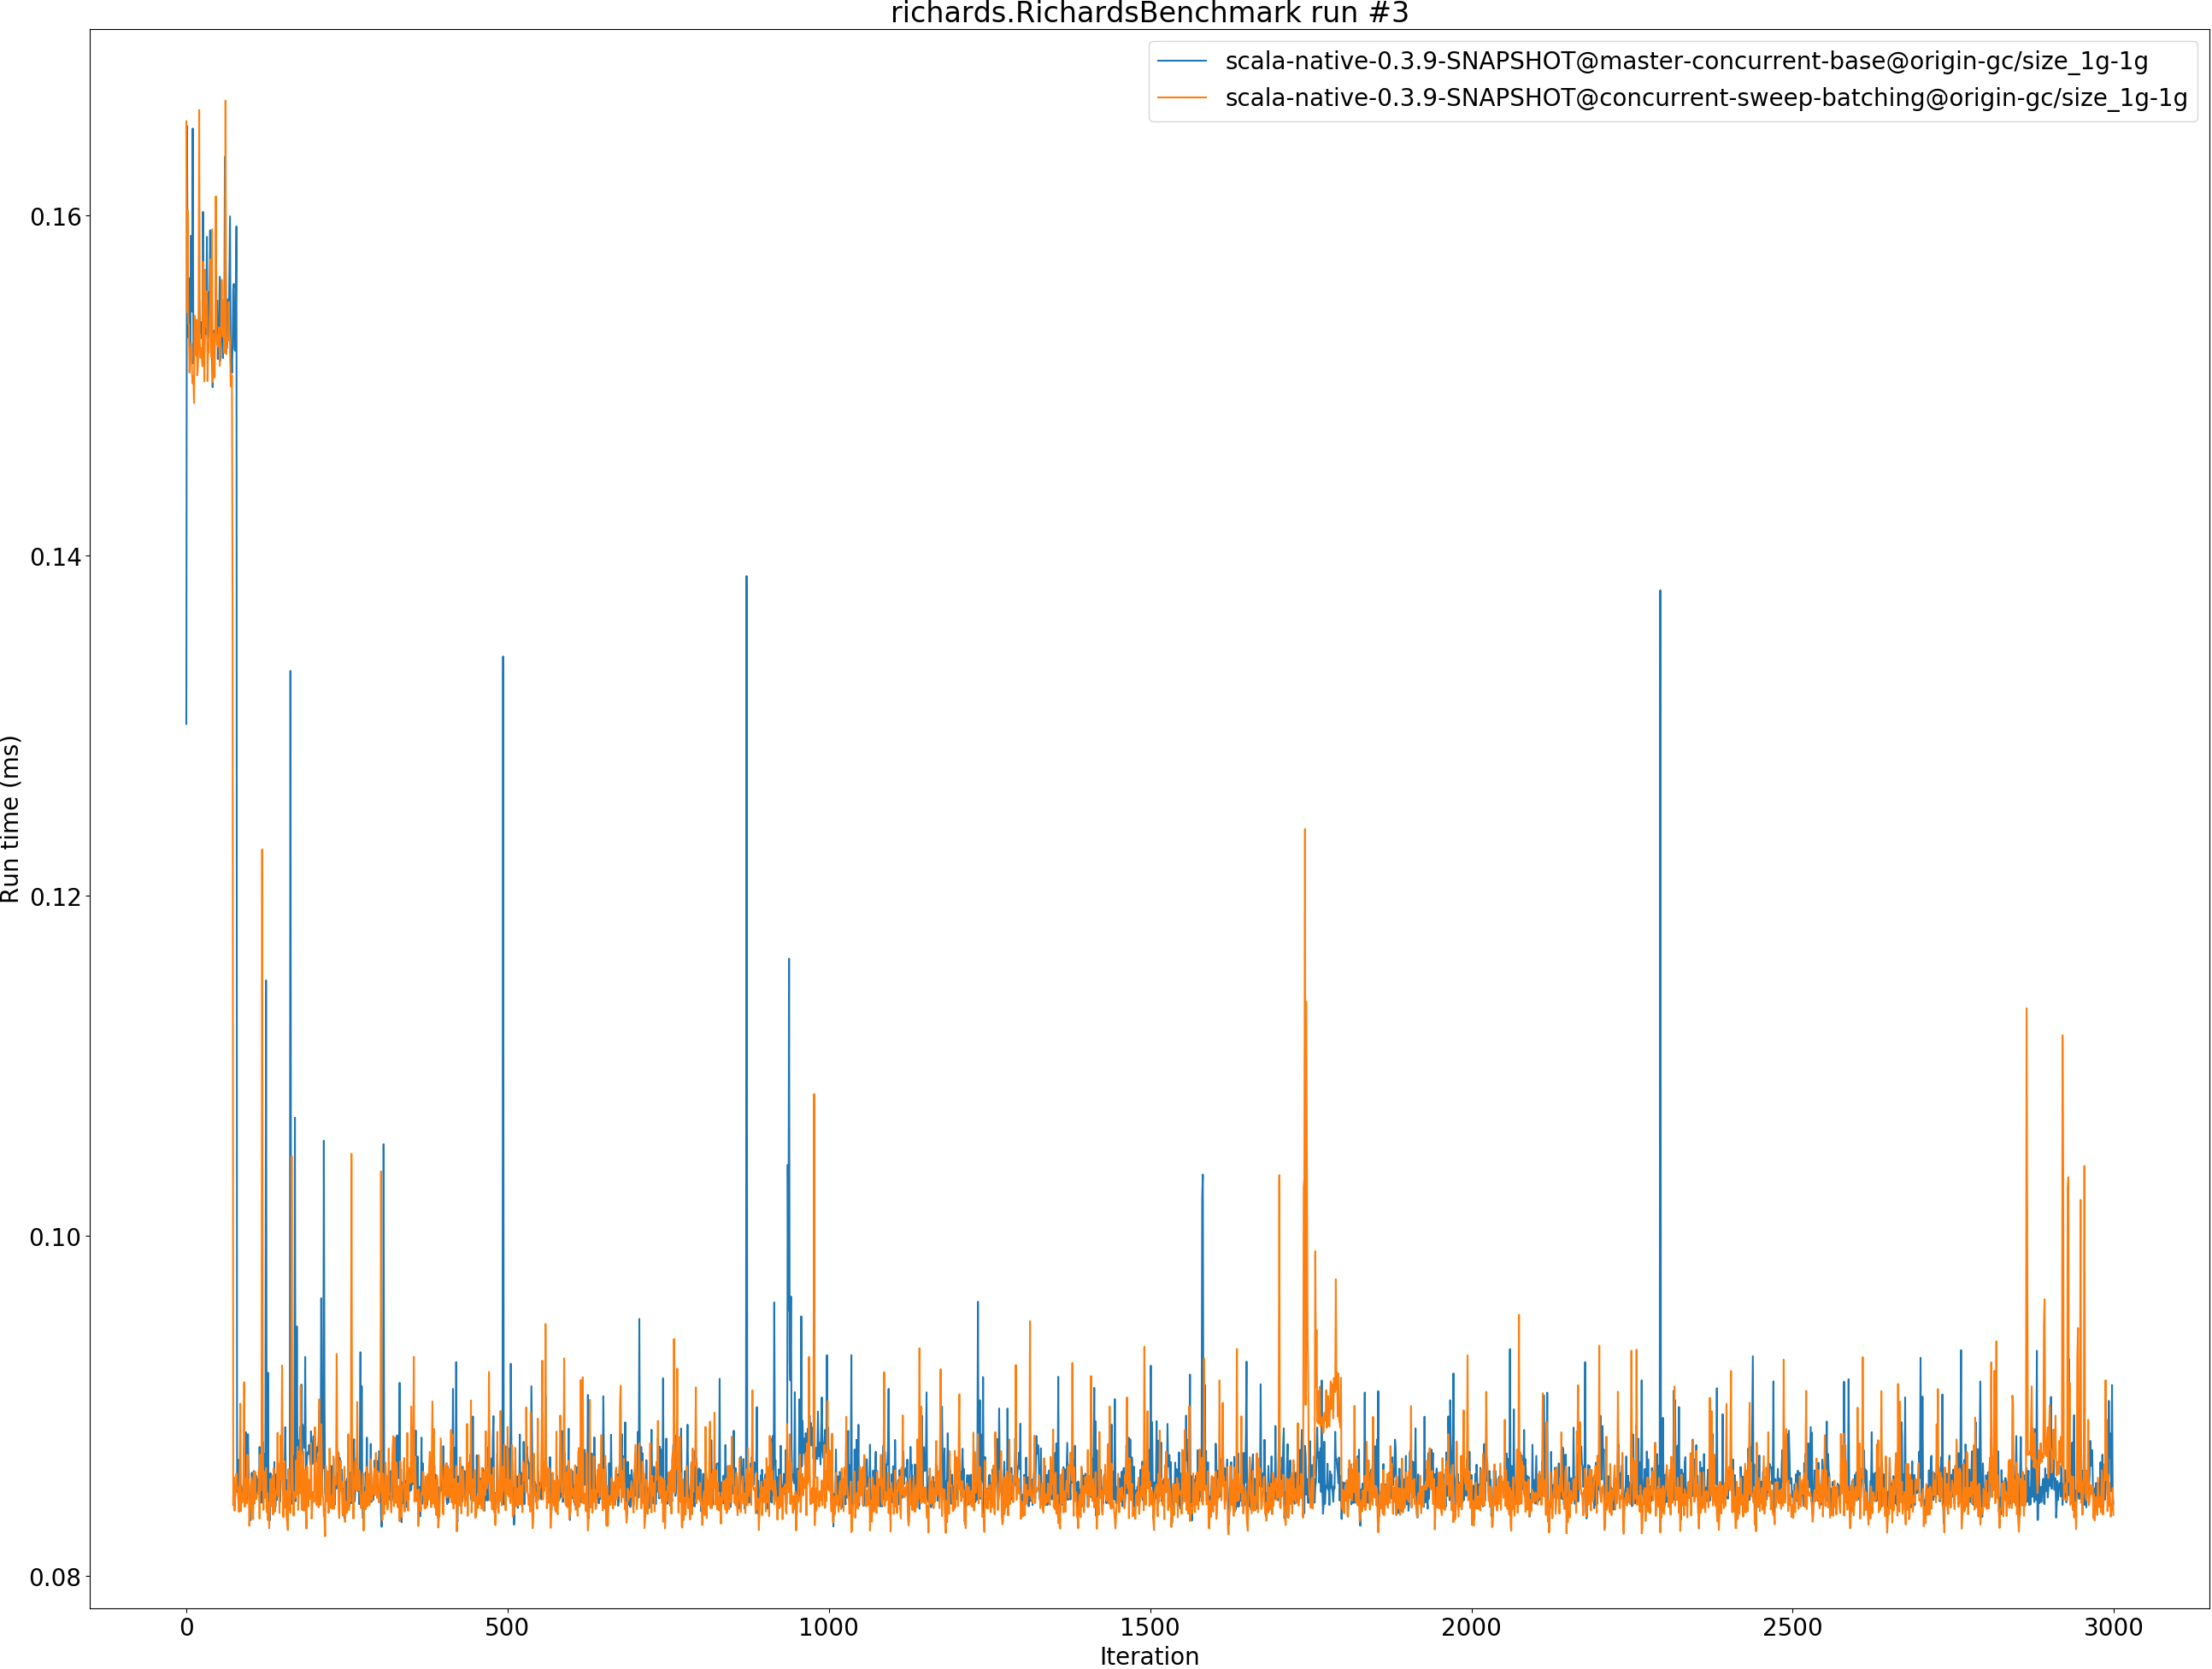 richards.RichardsBenchmark run #3
scala-native-0.3.9-SNAPSHOT@master-concurrent-base@origin-gc/size_1g-1g
scala-native-0.3.9-SNAPSHOT@concurrent-sweep-batching@origin-gc/size_1g-1g
Run time (ms)
0.16
0.14
0.12
0.10
0.08
0 500 1000 1500 2000 2500 3000
Iteration